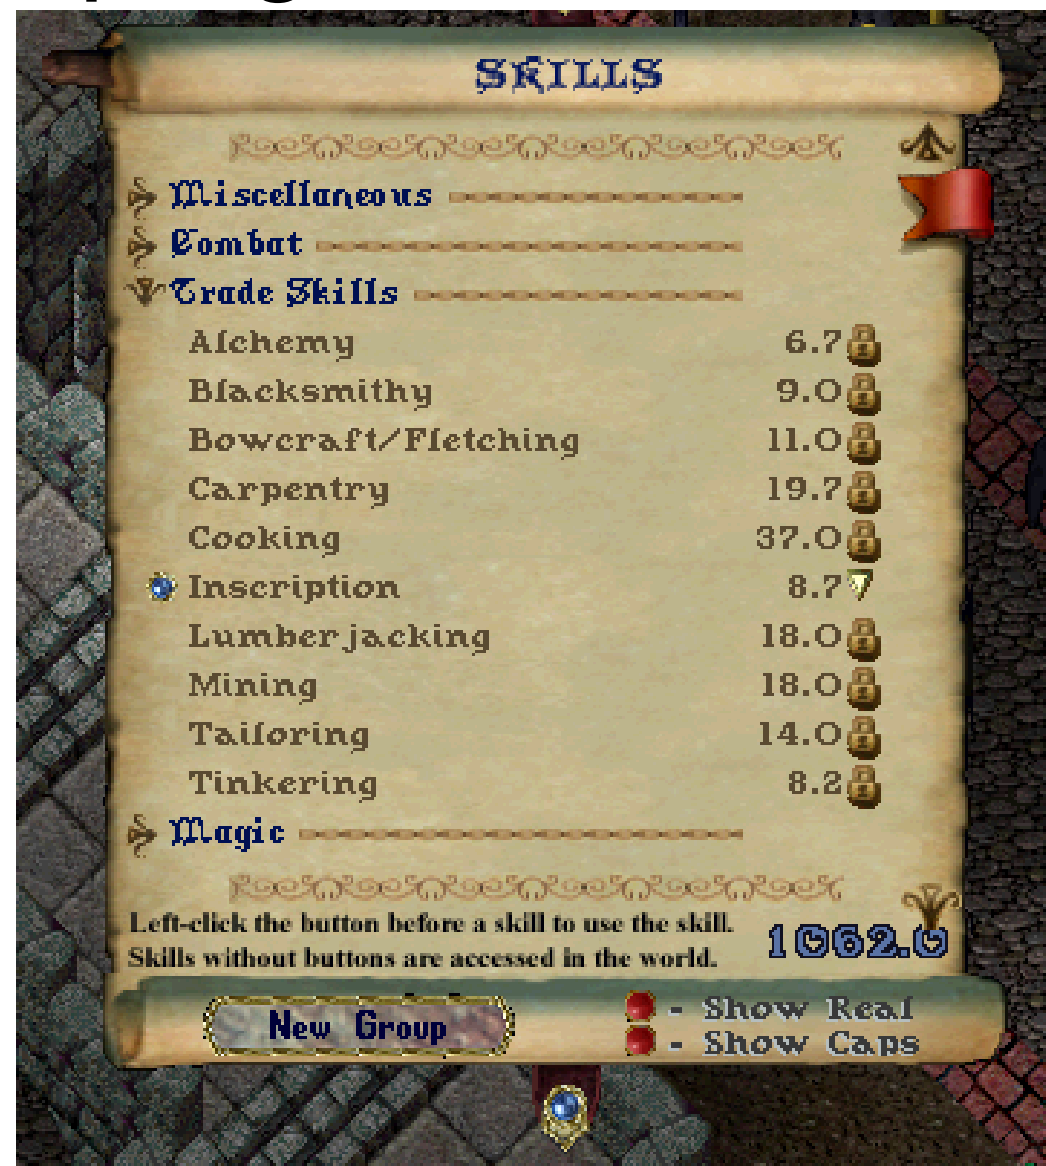 SKILLS
Miscellaneous
Combat
Trade Skills
Alchemy 6.7
Blacksmithy 9.0
Bowcraft/Fletching 11.0
Carpentry 19.7
Cooking 37.0
Inscription 8.7
Lumberjacking 18.0
Mining 18.0
Tailoring 14.0
Tinkering 8.2
Magic
Left-click the button before a skill to use the skill.
Skills without buttons are accessed in the world.
1062.0
New Group
- Show Real
- Show Caps